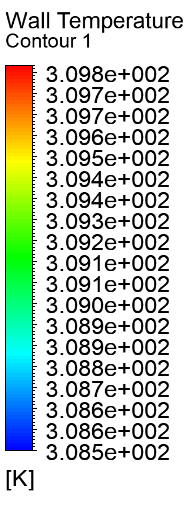 Wall Temperature
Contour 1
3.098e+002
3.097e+002
3.097e+002
3.096e+002
3.095e+002
3.094e+002
3.094e+002
3.093e+002
3.092e+002
3.091e+002
3.091e+002
3.090e+002
3.089e+002
3.089e+002
3.088e+002
3.087e+002
3.086e+002
3.086e+002
3.085e+002
[K]